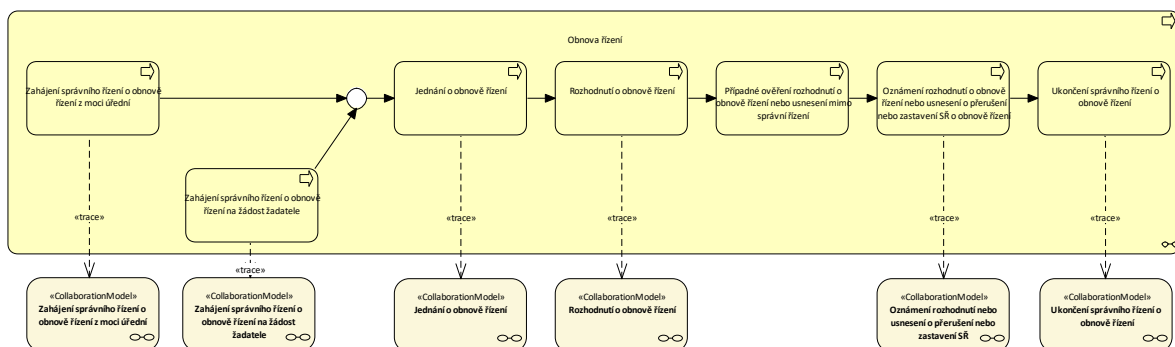 Obnova řízení
Zahájení správního řízení o obnově
řízení z moci úřední
Jednání o obnově řízení
Rozhodnutí o obnově řízení
Případné ověření rozhodnutí o
obnově řízení nebo usnesení mimo
správní řízení
Oznámení rozhodnutí o obnově
řízení nebo usnesení o přerušení
nebo zastavení SŘ o obnově řízení
Ukončení správního řízení o
obnově řízení
Zahájení správního řízení o obnově
řízení na žádost žadatele
«trace»
«trace»
«trace»
«trace»
«trace»
«trace»
«CollaborationModel»
Zahájení správního řízení o
obnově řízení z moci úřední
«CollaborationModel»
Zahájení správního řízení o
obnově řízení na žádost
žadatele
«CollaborationModel»
Jednání o obnově řízení
«CollaborationModel»
Rozhodnutí o obnově řízení
«CollaborationModel»
Oznámení rozhodnutí nebo
usnesení o přerušení nebo
zastavení SŘ
«CollaborationModel»
Ukončení správního řízení o
obnově řízení